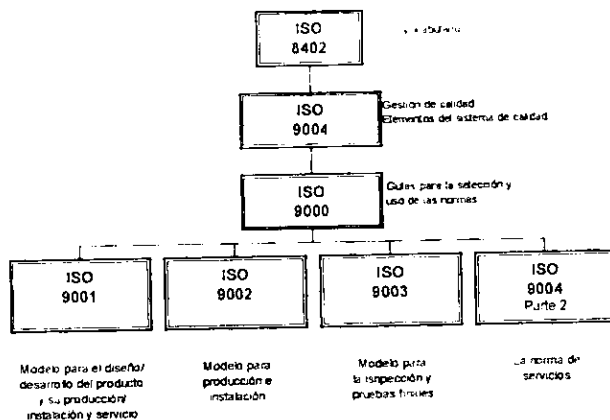 ISO
8402
ISO
9004
Gestión de calidad
Elementos del sistema de calidad
ISO
9000
Guías para la selección y
uso de las normas
ISO
9001
ISO
9002
ISO
9003
ISO
9004
Parte 2
Modelo para el diseño/
desarrollo del producto
y su producción/
instalación y servicio
Modelo para
producción e
instalación
Modelo para
la isnpección y
pruebas finales
La norma de
servicios